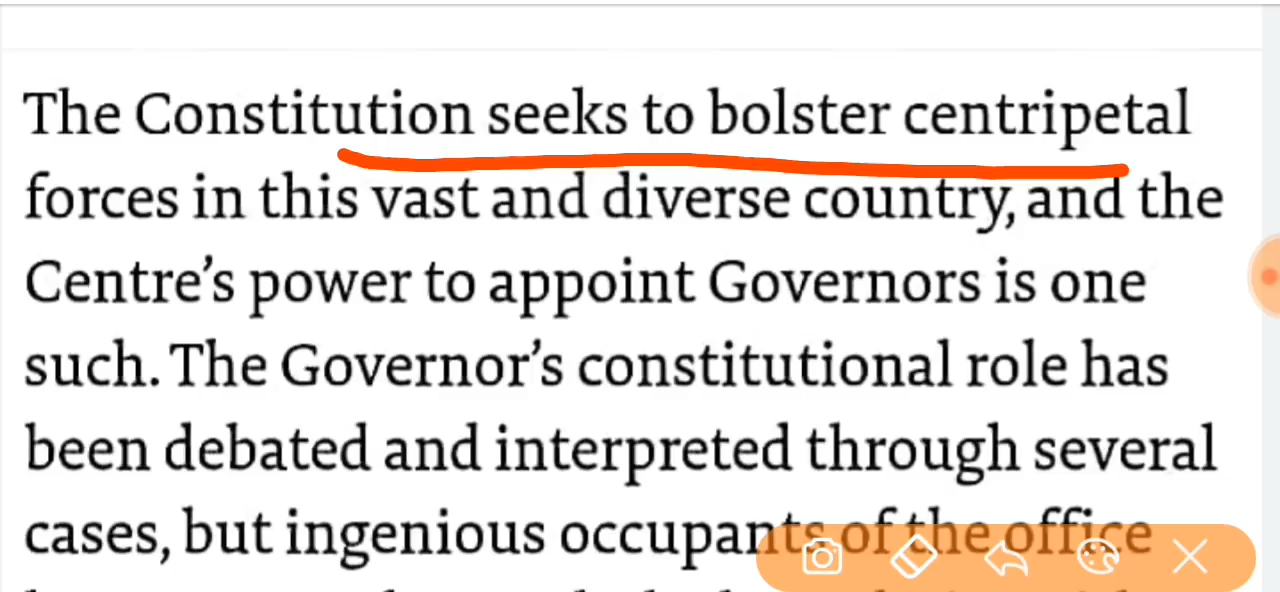 The Constitution seeks to bolster centripetal
forces in this vast and diverse country, and the
Centre’s power to appoint Governors is one
such. The Governor’s constitutional role has
been debated and interpreted through several
cases, but ingenious occupants of the office